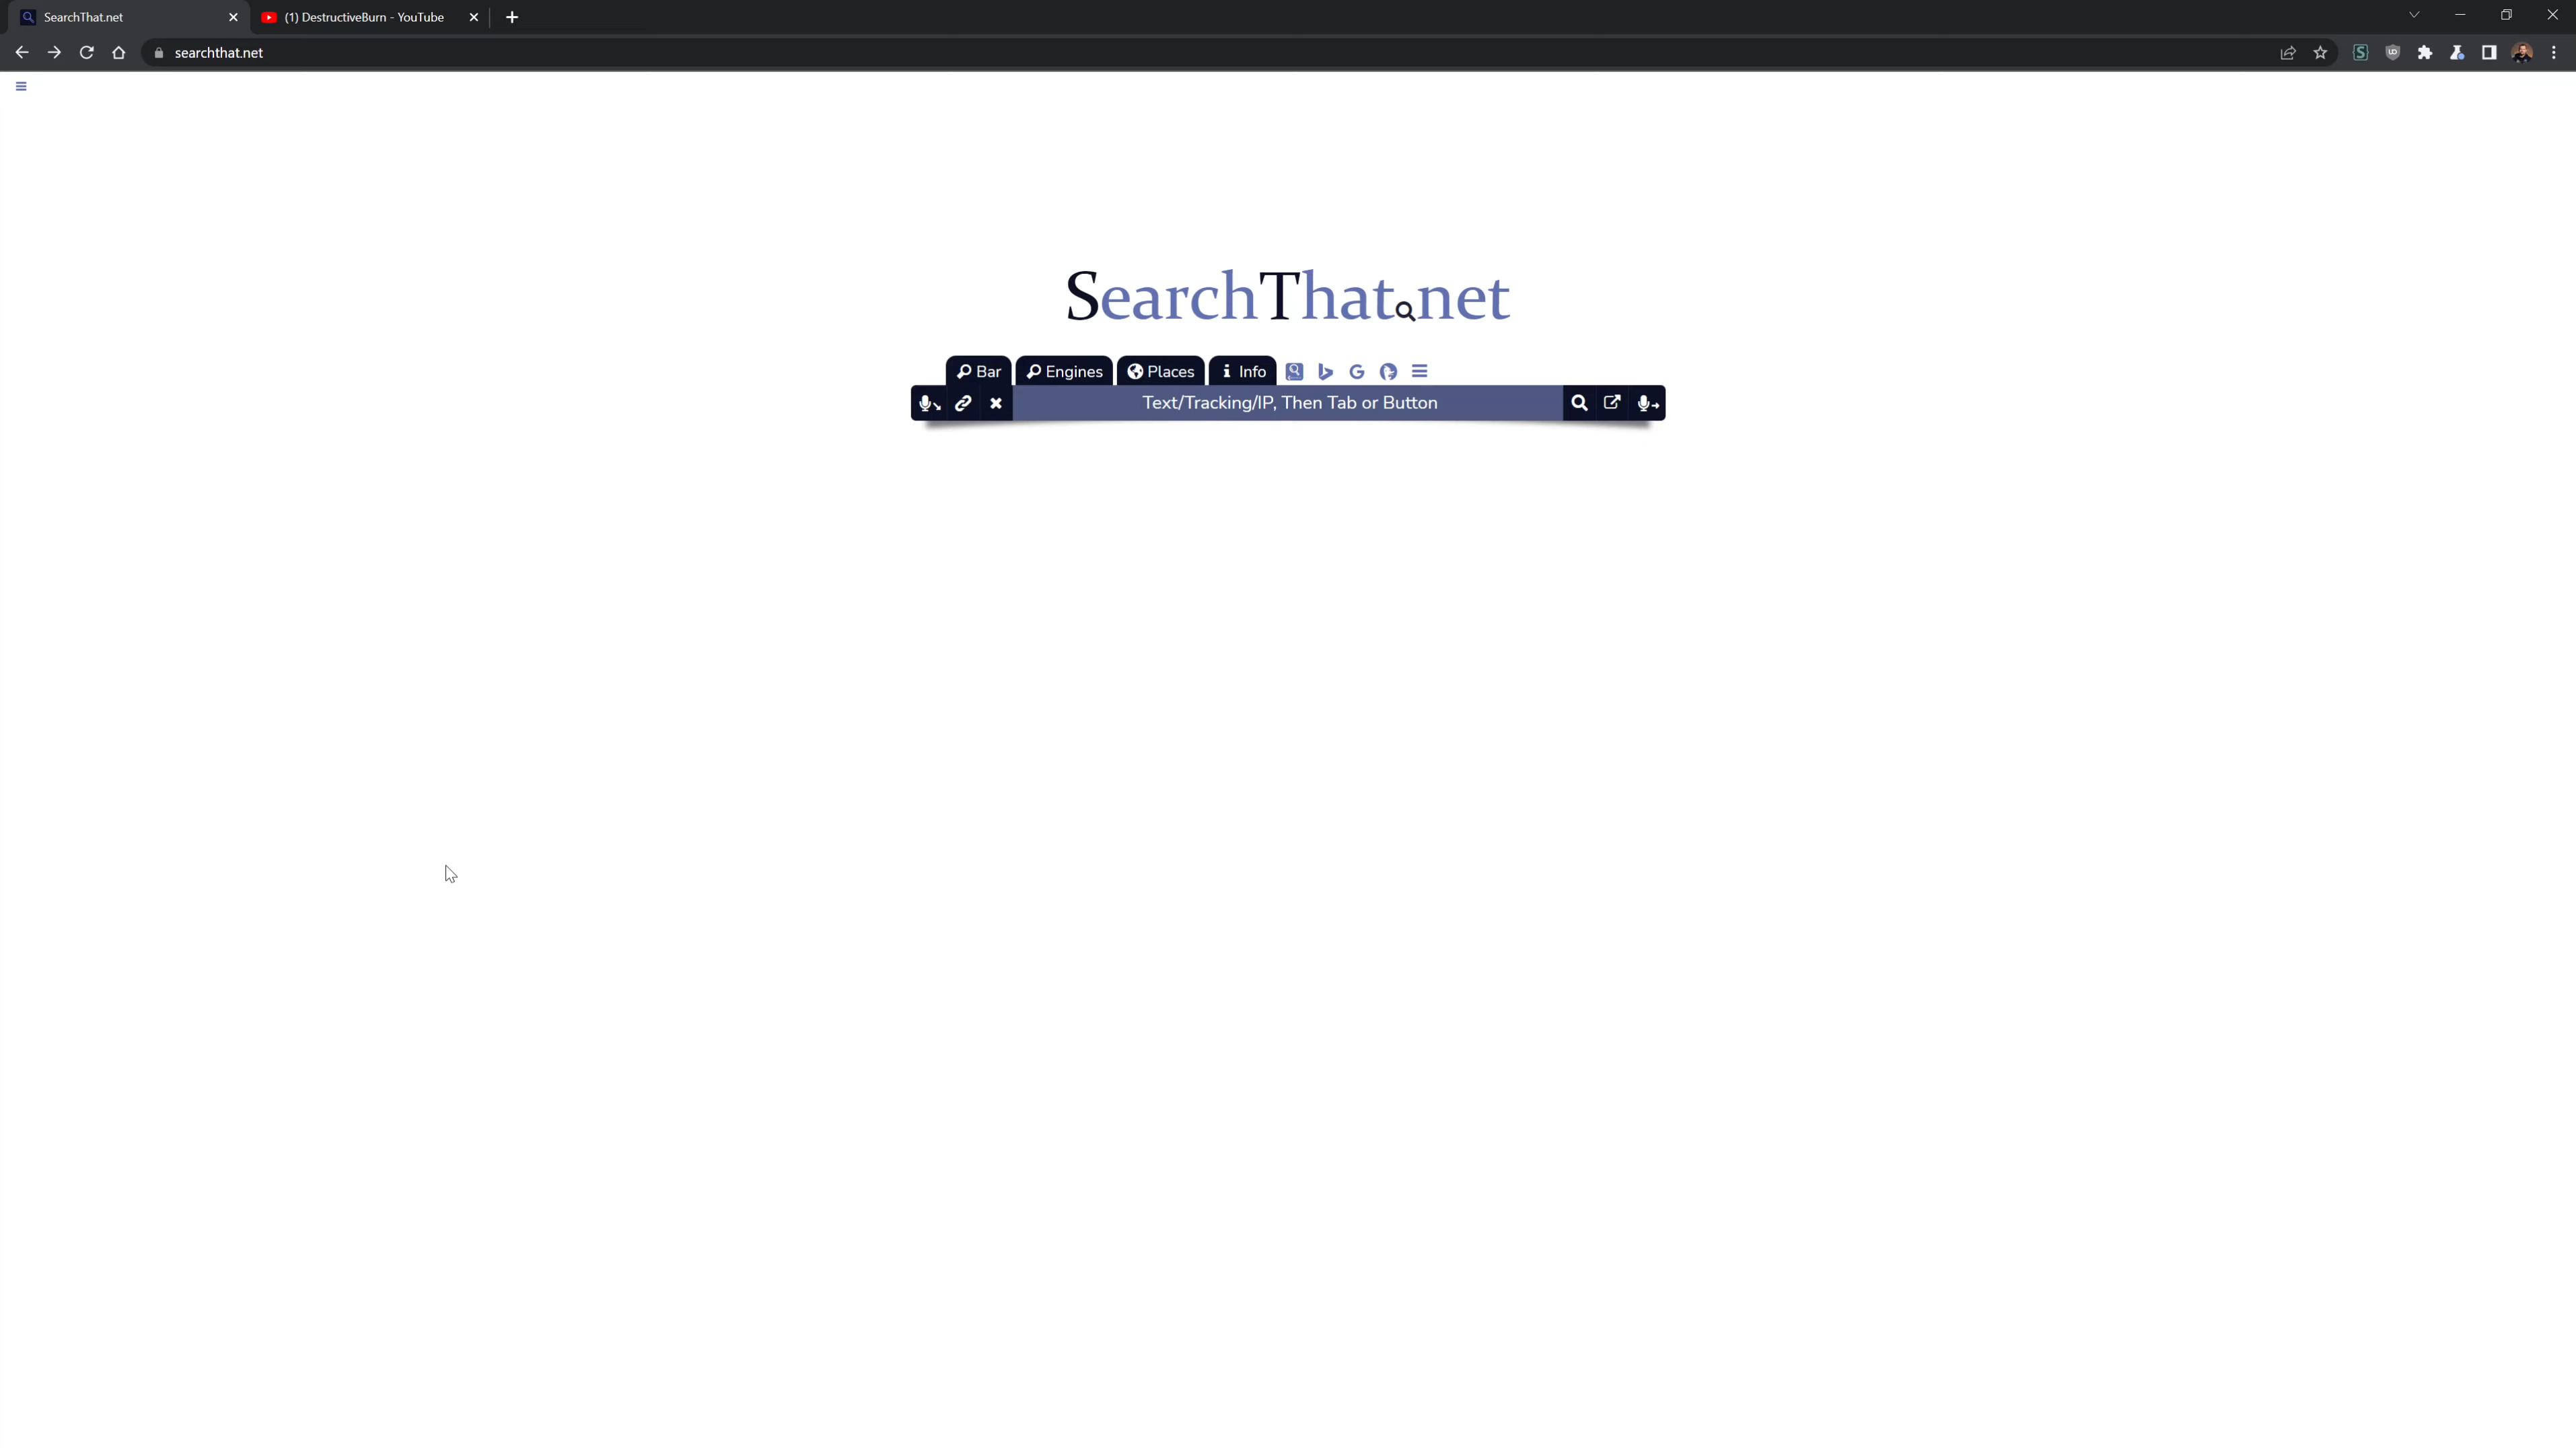 SearchThat.net
(1) DestructiveBurn - YouTube
searchthat.net
SearchThat.net
Bar
Engines
Places
Info
Text/Tracking/IP, Then Tab or Button